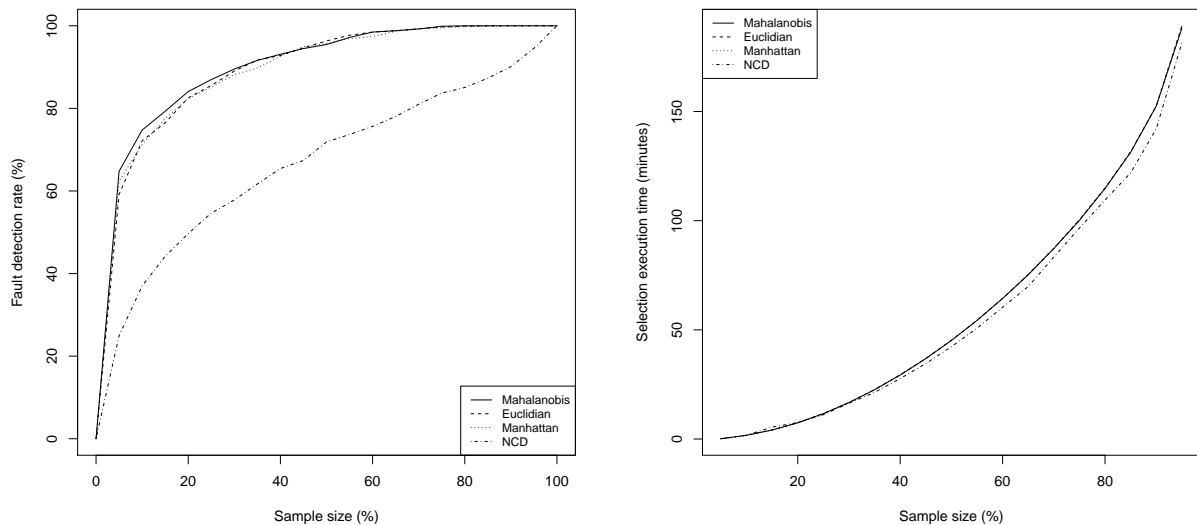 Fault detection rate (%)
100
80
60
40
20
0
Mahalanobis
Euclidian
Manhattan
NCD
0 20 40 60 80 100
Sample size (%)
Selection execution time (minutes)
Mahalanobis
Euclidian
Manhattan
NCD
150
100
50
0
20 40 60 80
Sample size (%)